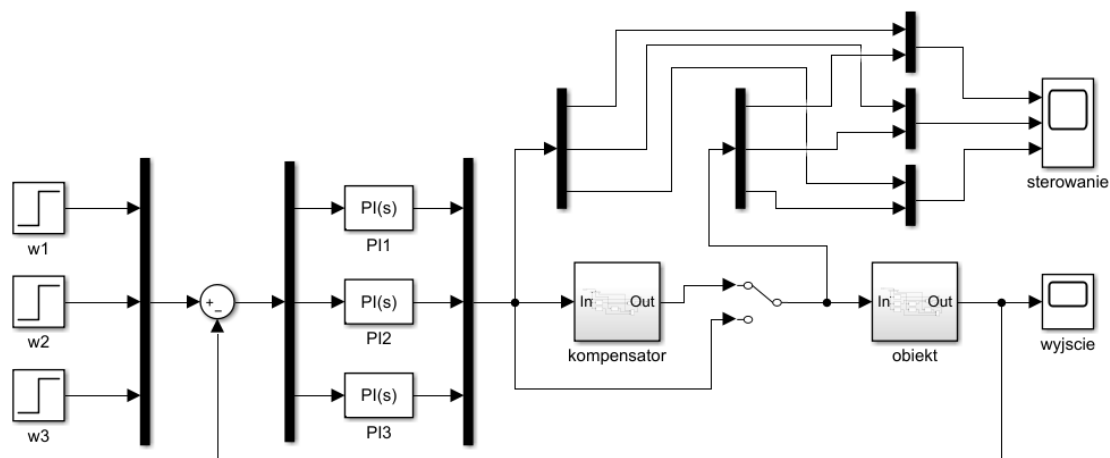 sterowanie
w1
PI(s)
PI1
w2
+
−
PI(s)
PI2
In
Out
kompensator
In
Out
obiekt
wyjscie
w3
PI(s)
PI3